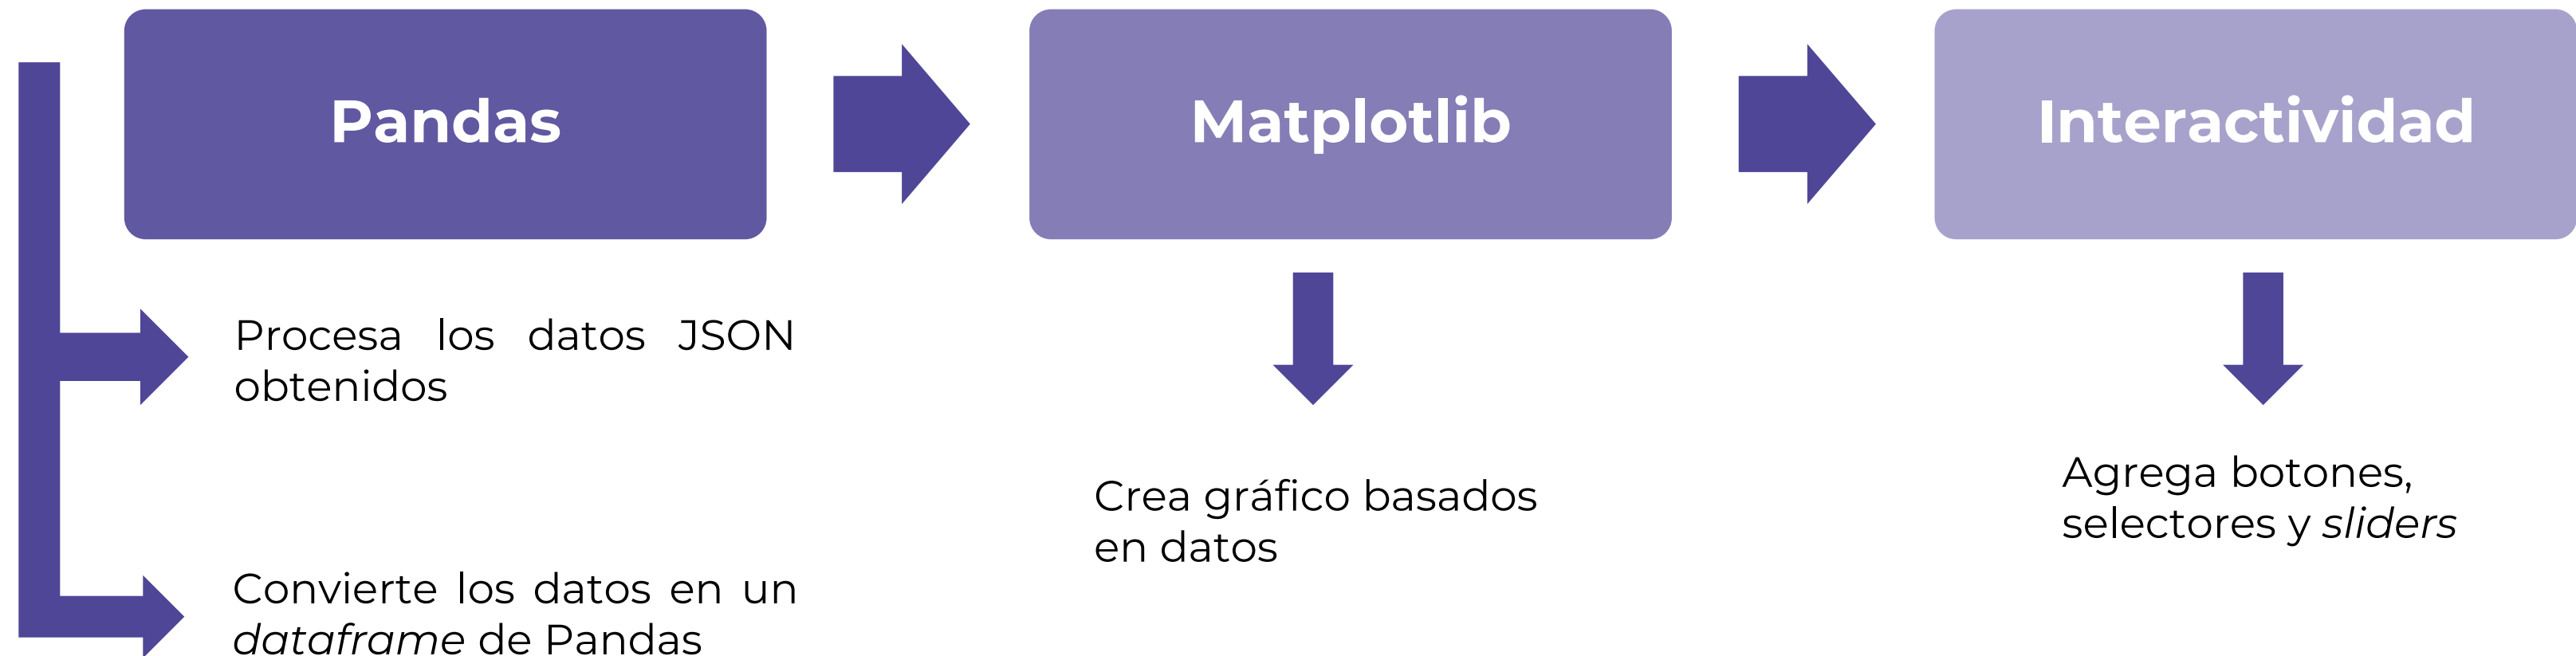 Pandas
Matplotlib
Interactividad
Procesa los datos JSON
obtenidos
Convierte los datos en un
dataframe de Pandas
Crea gráfico basados
en datos
Agrega botones,
selectores y sliders